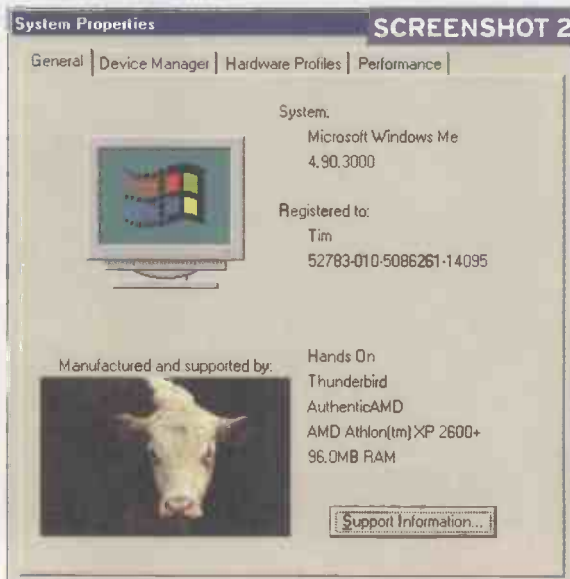 System Properties
SCREENSHOT 2
General
Device Manager
Hardware Profiles
Performance
System:
Microsoft Windows Me
4.90.3000
Registered to:
Tim
52783-010-5086261-14095
Manufactured and supported by:
Hands On
Thunderbird
AuthenticAMD
AMD Athlon(tm) XP 2600+
96.0MB RAM
Support Information...